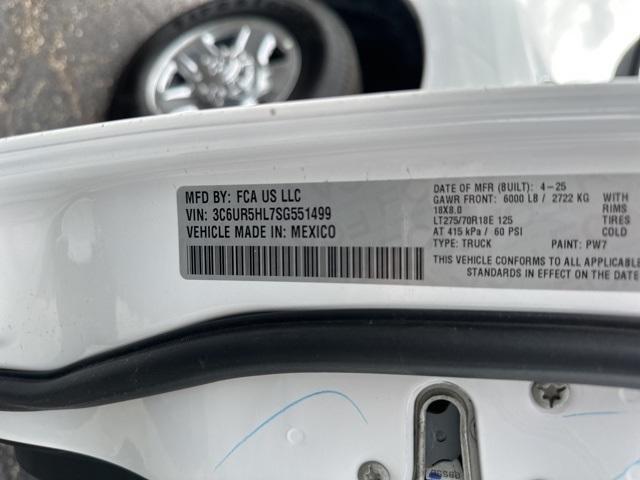 MFD BY: FCA US LLC
VIN: 3C6UR5HL7SG551499
VEHICLE MADE IN: MEXICO
DATE OF MFR (BUILT): 4-25
GAWR FRONT: 6000 LB / 2722 KG WITH
18X8.0 RIMS
LT275/70R18E 125 TIRES
AT 415 kPa / 60 PSI COLD
TYPE: TRUCK PAINT: PW7
THIS VEHICLE CONFORMS TO ALL APPLICABLE
STANDARDS IN EFFECT ON THE DATE